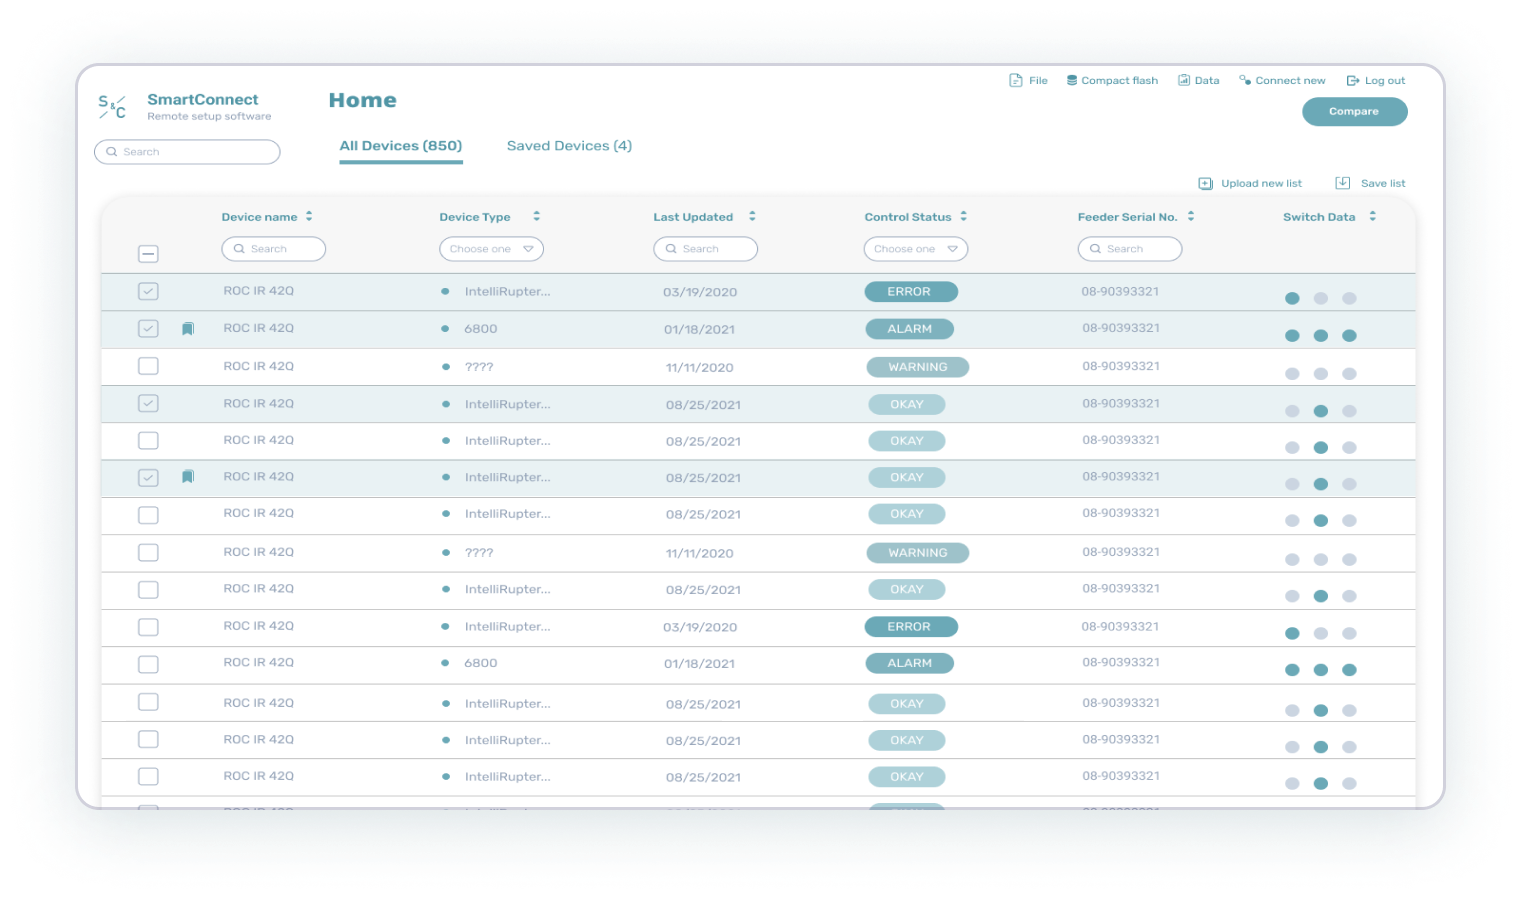 File Compact flash Data Connect new Log out
S&C SmartConnect Home
Remote setup software
Compare
Search All Devices (850) Saved Devices (4)
Upload new list Save list
Device name Device Type Last Updated Control Status Feeder Serial No. Switch Data
Search Choose one Search Choose one Search
ROC IR 42Q IntelliRupter... 03/19/2020 ERROR 08-90393321
ROC IR 42Q 6800 01/18/2021 ALARM 08-90393321
ROC IR 42Q ???? 11/11/2020 WARNING 08-90393321
ROC IR 42Q IntelliRupter... 08/25/2021 OKAY 08-90393321
ROC IR 42Q IntelliRupter... 08/25/2021 OKAY 08-90393321
ROC IR 42Q IntelliRupter... 08/25/2021 OKAY 08-90393321
ROC IR 42Q IntelliRupter... 08/25/2021 OKAY 08-90393321
ROC IR 42Q ???? 11/11/2020 WARNING 08-90393321
ROC IR 42Q IntelliRupter... 08/25/2021 OKAY 08-90393321
ROC IR 42Q IntelliRupter... 03/19/2020 ERROR 08-90393321
ROC IR 42Q 6800 01/18/2021 ALARM 08-90393321
ROC IR 42Q IntelliRupter... 08/25/2021 OKAY 08-90393321
ROC IR 42Q IntelliRupter... 08/25/2021 OKAY 08-90393321
ROC IR 42Q IntelliRupter... 08/25/2021 OKAY 08-90393321